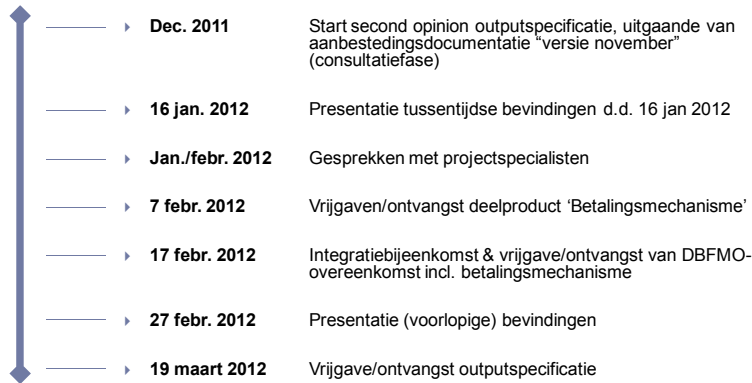 Dec. 2011 Start second opinion outputspecificatie, uitgaande van
aanbestedingsdocumentatie “versie november”
(consultatiefase)
16 jan. 2012 Presentatie tussentijdse bevindingen d.d. 16 jan 2012
Jan./febr. 2012 Gesprekken met projectspecialisten
7 febr. 2012 Vrijgaven/ontvangst deelproduct ‘Betalingsmechanisme’
17 febr. 2012 Integratiebijeenkomst & vrijgave/ontvangst van DBFMO-
overeenkomst incl. betalingsmechanisme
27 febr. 2012 Presentatie (voorlopige) bevindingen
19 maart 2012 Vrijgave/ontvangst outputspecificatie